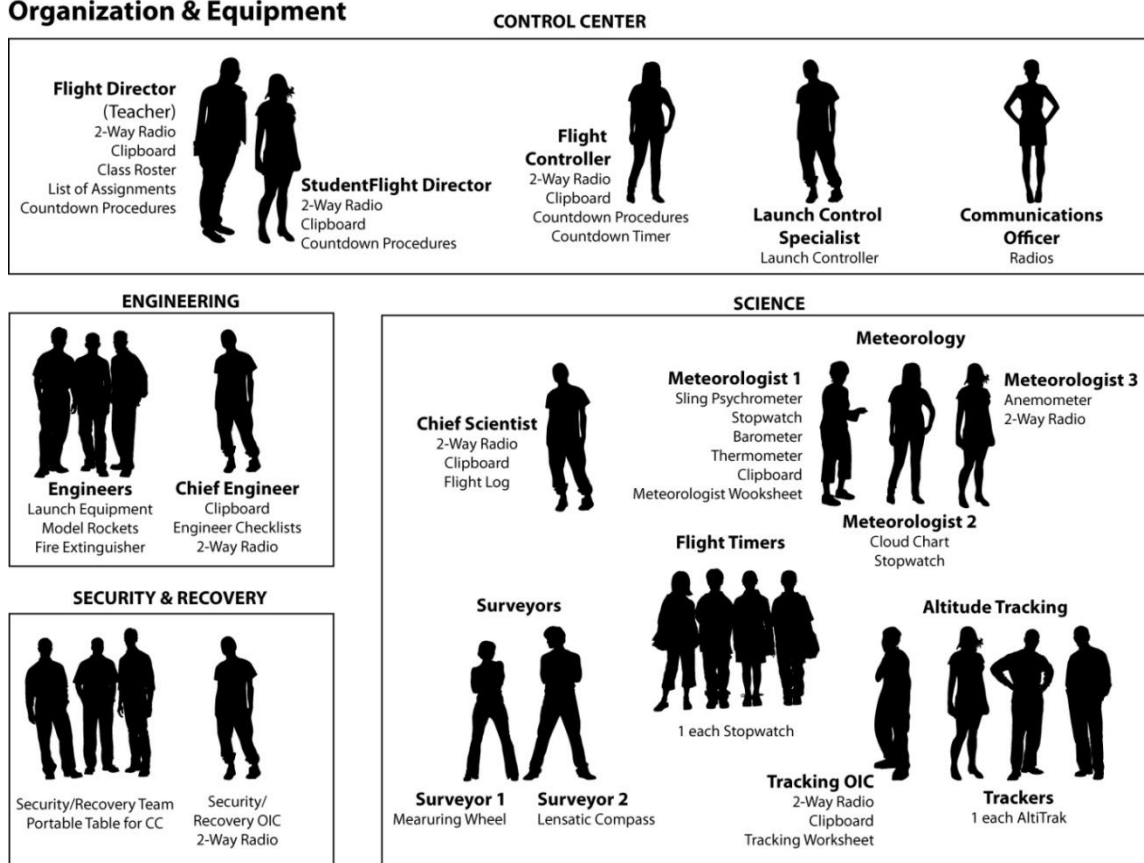 Organization & Equipment
CONTROL CENTER
Flight Director
(Teacher)
2-Way Radio
Clipboard
Class Roster
List of Assignments
Countdown Procedures
StudentFlight Director
2-Way Radio
Clipboard
Countdown Procedures
Flight
Controller
2-Way Radio
Clipboard
Countdown Procedures
Countdown Timer
Launch Control
Specialist
Launch Controller
Communications
Officer
Radios
ENGINEERING
Engineers
Launch Equipment
Model Rockets
Fire Extinguisher
Chief Engineer
Clipboard
Engineer Checklists
2-Way Radio
SECURITY & RECOVERY
Security/Recovery Team
Portable Table for CC
Security/
Recovery OIC
2-Way Radio
SCIENCE
Chief Scientist
2-Way Radio
Clipboard
Flight Log
Meteorology
Meteorologist 1
Sling Psychrometer
Stopwatch
Barometer
Thermometer
Clipboard
Meteorologist Wooksheet
Meteorologist 2
Cloud Chart
Stopwatch
Meteorologist 3
Anemometer
2-Way Radio
Flight Timers
1 each Stopwatch
Surveyors
Surveyor 1
Mearuring Wheel
Surveyor 2
Lensatic Compass
Altitude Tracking
Tracking OIC
2-Way Radio
Clipboard
Tracking Worksheet
Trackers
1 each AltiTrak